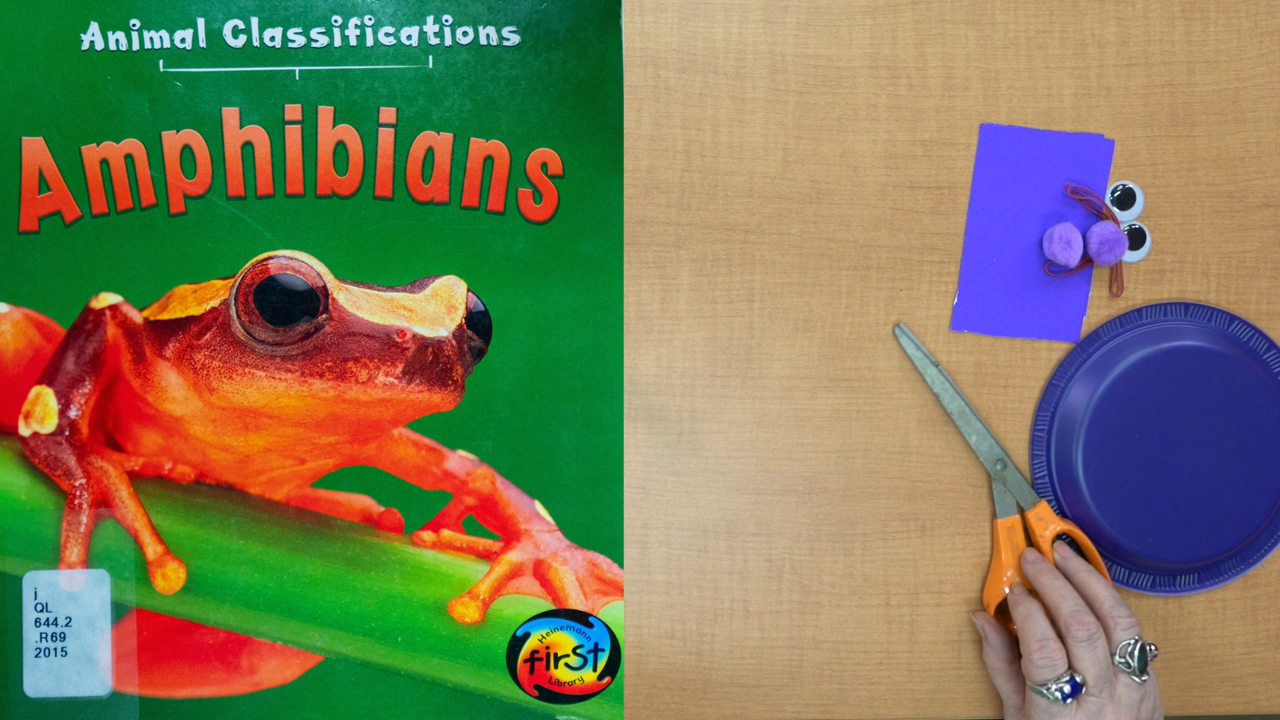 Animal Classifications
Amphibians
j
QL
644.2
.R69
2015
Heinemann
first
Library